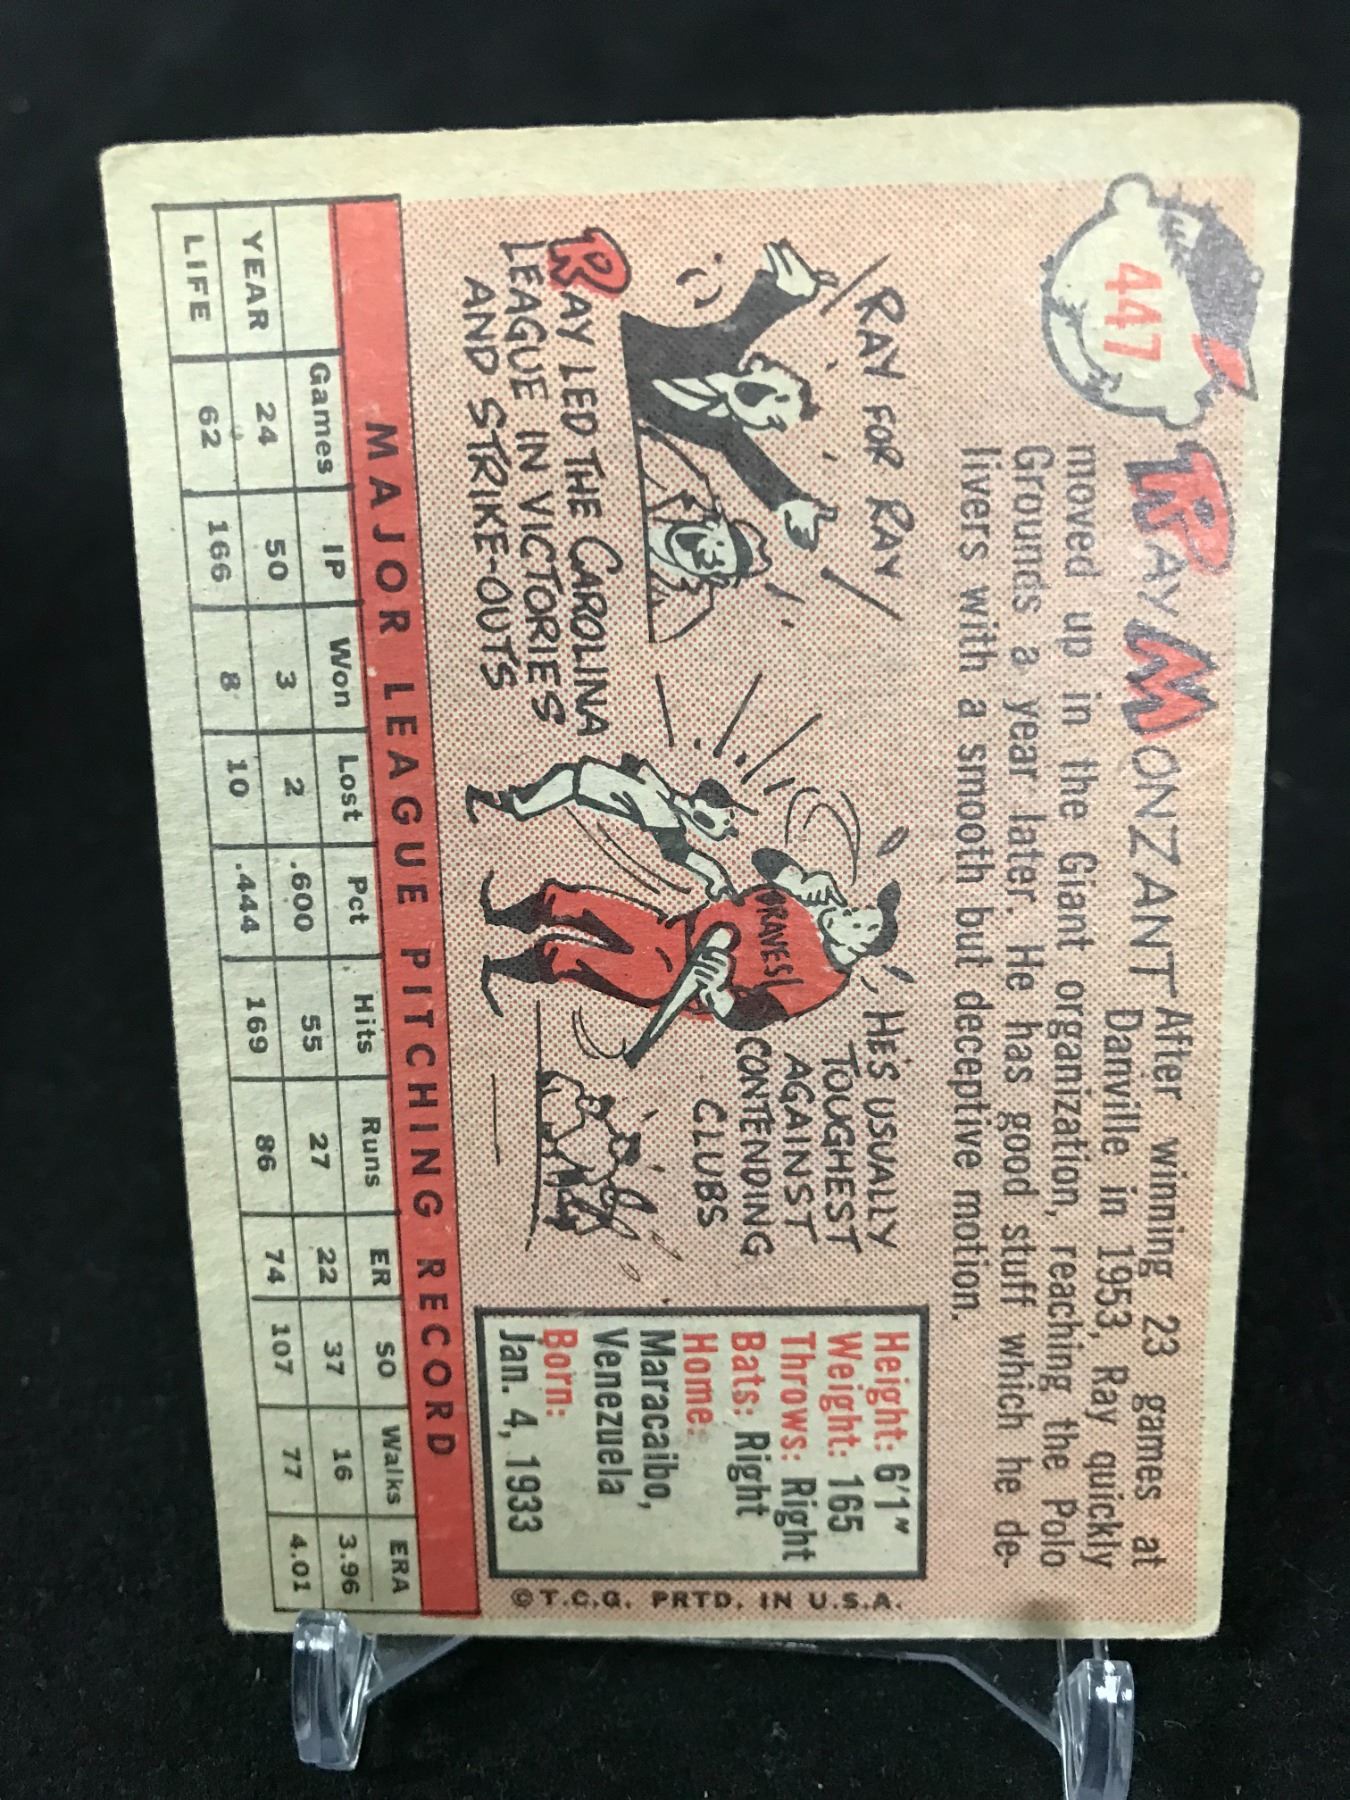 447
RAY MONZANT After winning 23 games at
Danville in 1953, Ray quickly
moved up in the Giant organization, reaching the Polo
Grounds a year later. He has good stuff which he de-
livers with a smooth but deceptive motion.
RAY FOR RAY
RAY LED THE CAROLINA
LEAGUE IN VICTORIES
AND STRIKE-OUTS
BRAVES!
HE'S USUALLY
TOUGHEST
AGAINST
CONTENDING
CLUBS
Height: 6'1"
Weight: 165
Throws: Right
Bats: Right
Home:
Maracaibo,
Venezuela
Born:
Jan. 4, 1933
© T.C.G. PRTD. IN U.S.A.
MAJOR LEAGUE PITCHING RECORD
Games IP Won Lost Pct Hits Runs ER SO Walks ERA
YEAR 24 50 3 2 .600 55 27 22 37 16 3.96
LIFE 62 166 8 10 .444 169 86 74 107 77 4.01